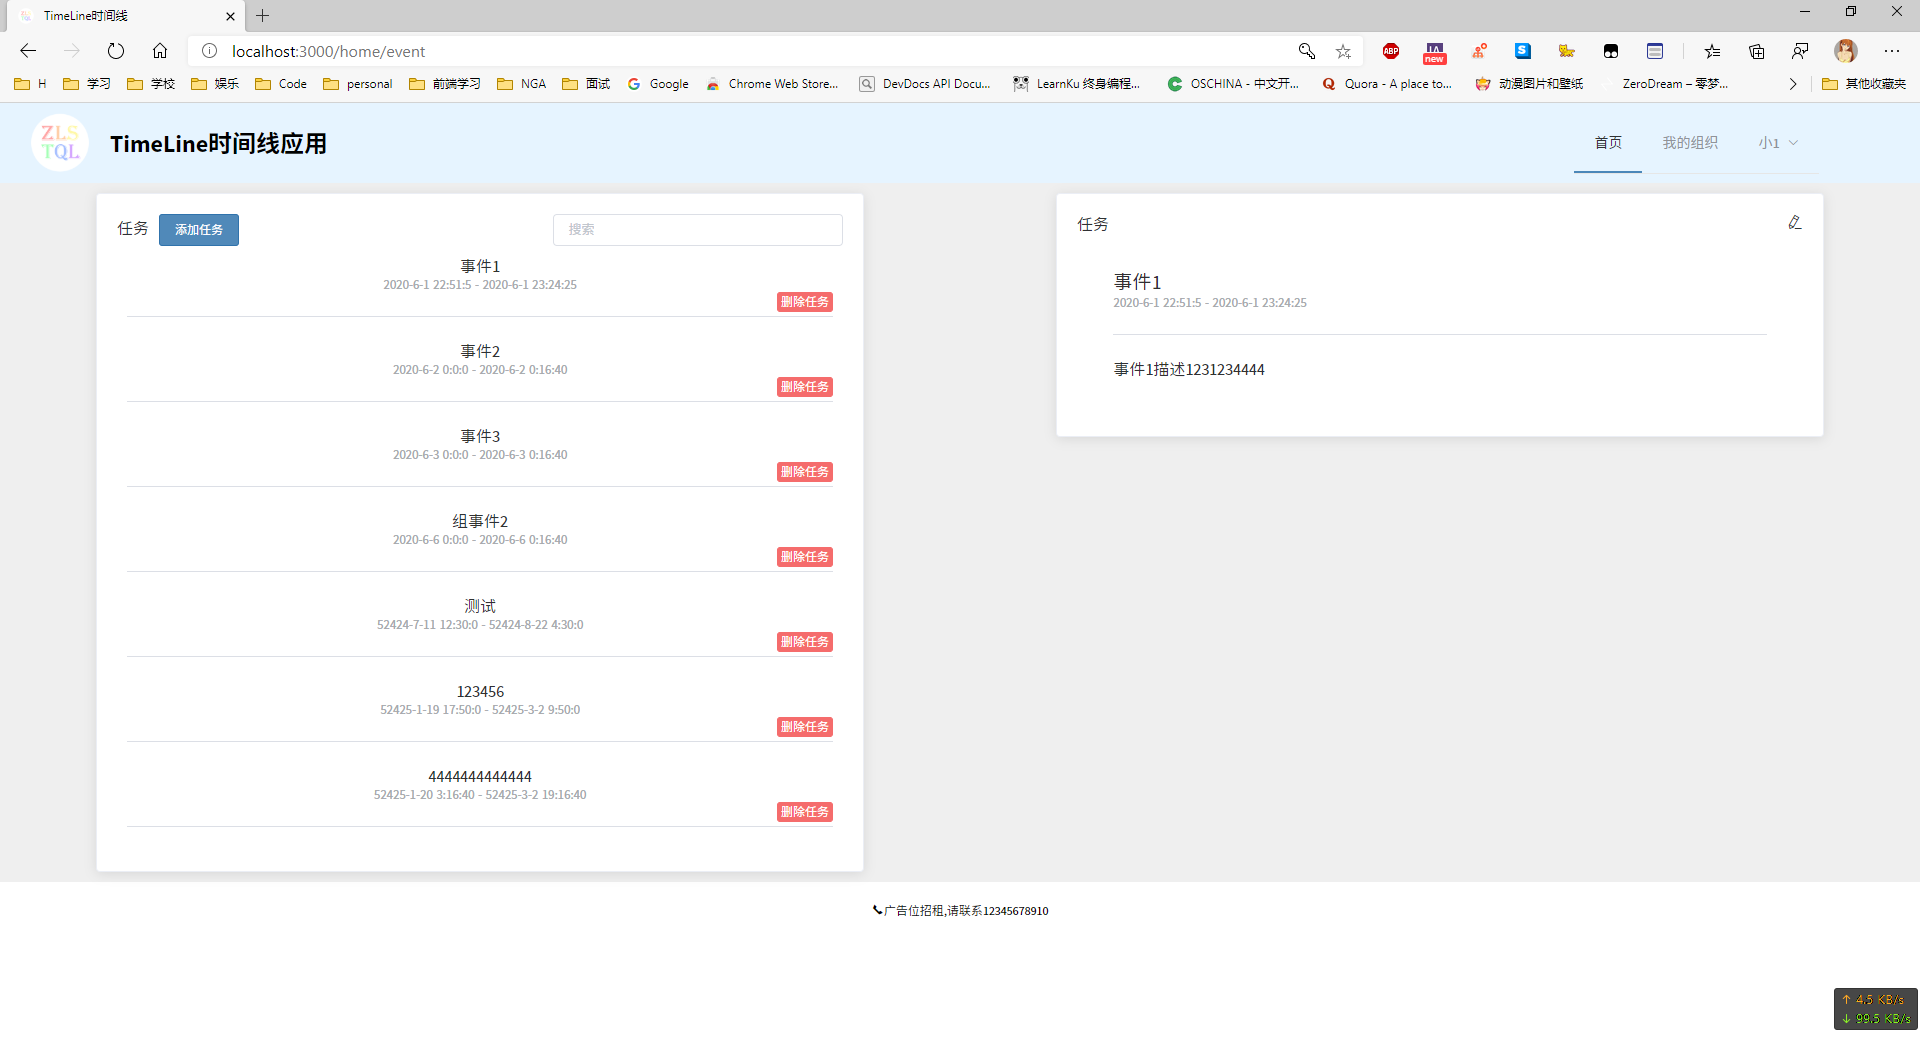 TimeLine时间线
localhost:3000/home/event
ABP
new
H 学习 学校 娱乐 Code personal 前端学习 NGA 面试 Google Chrome Web Store... DevDocs API Docu... LearnKu 终身编程... OSCHINA - 中文开... Quora - A place to... 动漫图片和壁纸 ZeroDream – 零梦... 其他收藏夹
ZLS
TQL
TimeLine时间线应用
首页 我的组织 小1
任务 添加任务 搜索
事件1
2020-6-1 22:51:5 - 2020-6-1 23:24:25
删除任务
事件2
2020-6-2 0:0:0 - 2020-6-2 0:16:40
删除任务
事件3
2020-6-3 0:0:0 - 2020-6-3 0:16:40
删除任务
组事件2
2020-6-6 0:0:0 - 2020-6-6 0:16:40
删除任务
测试
52424-7-11 12:30:0 - 52424-8-22 4:30:0
删除任务
123456
52425-1-19 17:50:0 - 52425-3-2 9:50:0
删除任务
4444444444444
52425-1-20 3:16:40 - 52425-3-2 19:16:40
删除任务
任务
事件1
2020-6-1 22:51:5 - 2020-6-1 23:24:25
事件1描述1231234444
广告位招租,请联系12345678910
↑ 4.5 KB/s
↓ 99.5 KB/s